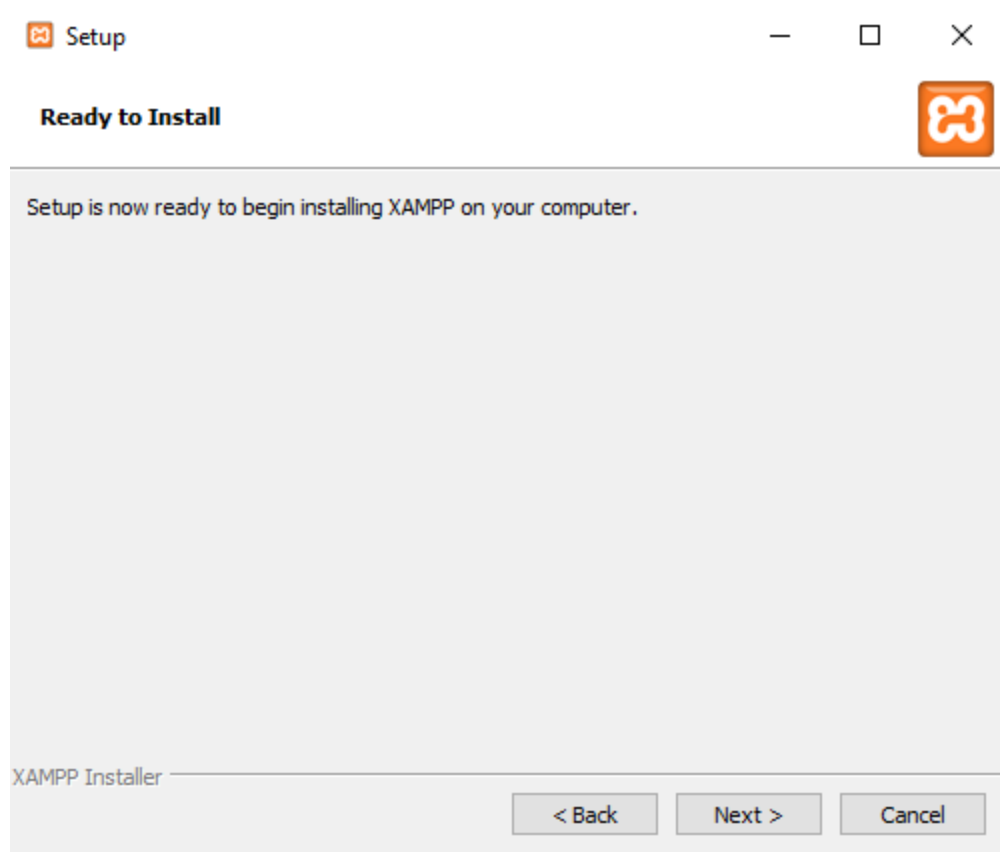 Setup
Ready to Install
Setup is now ready to begin installing XAMPP on your computer.
XAMPP Installer
< Back
Next >
Cancel